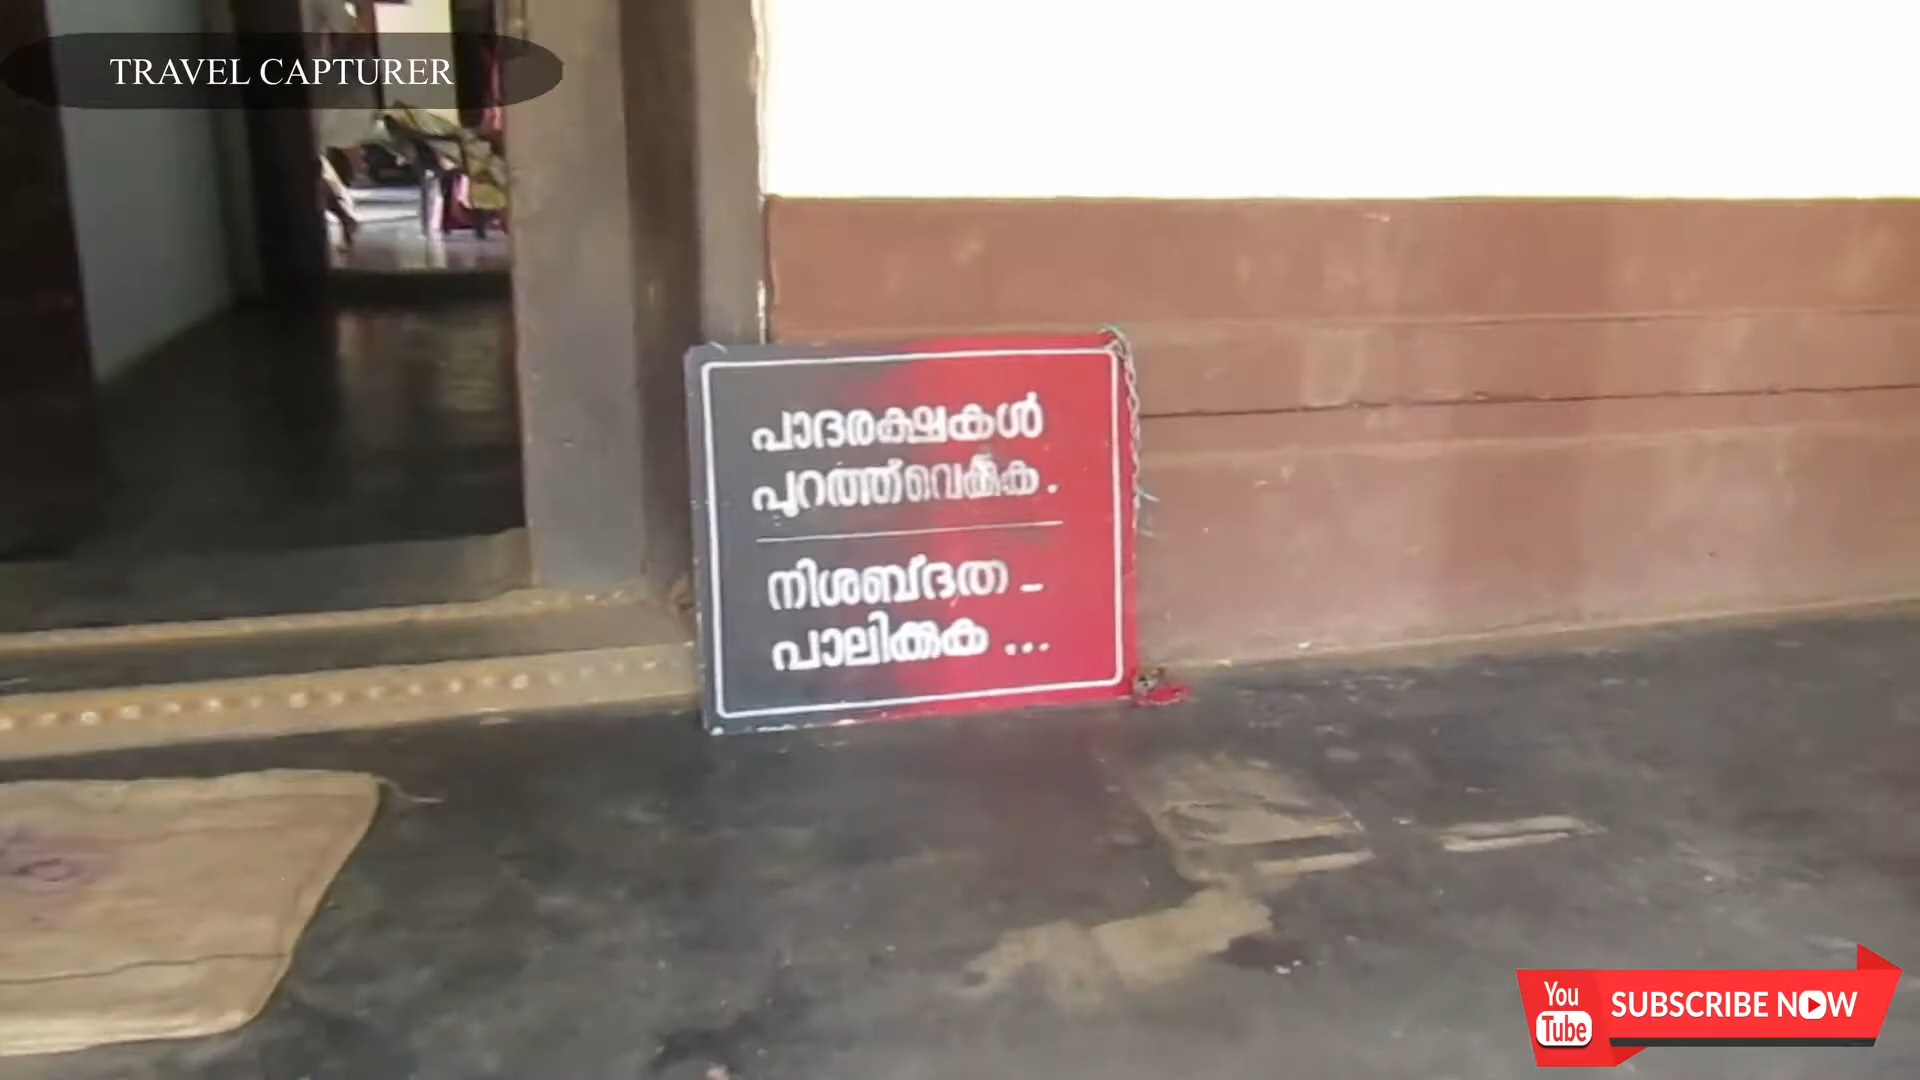 TRAVEL CAPTURER
പാദരക്ഷകൾ
പുറത്ത്വെക്കുക.
നിശബ്ദത -
പാലിക്കുക ...
You
Tube
SUBSCRIBE NOW